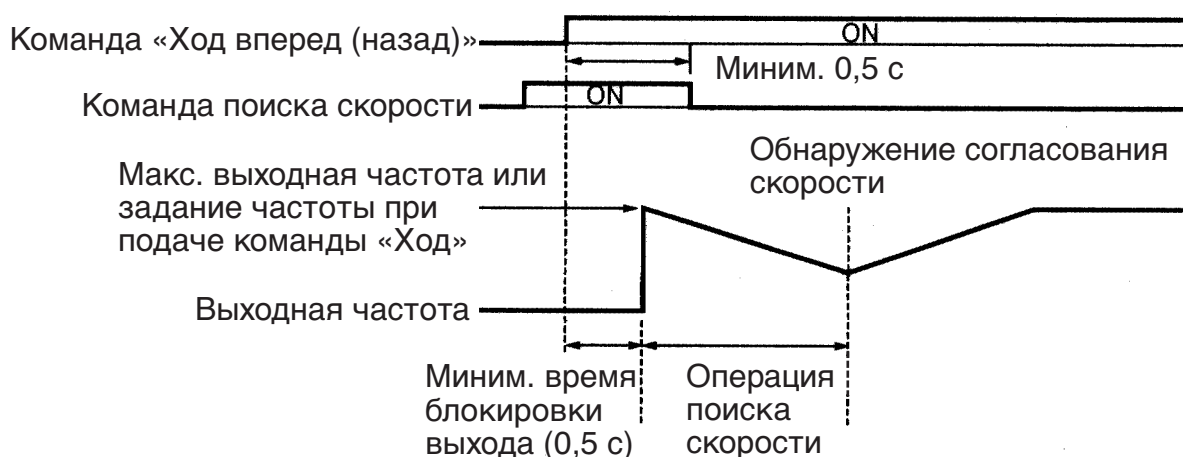 Команда «Ход вперед (назад)»
ON
Миним. 0,5 с
Команда поиска скорости
ON
Обнаружение согласования
скорости
Макс. выходная частота или
задание частоты при
подаче команды «Ход»
Выходная частота
Миним. время
блокировки
выхода (0,5 с)
Операция
поиска
скорости